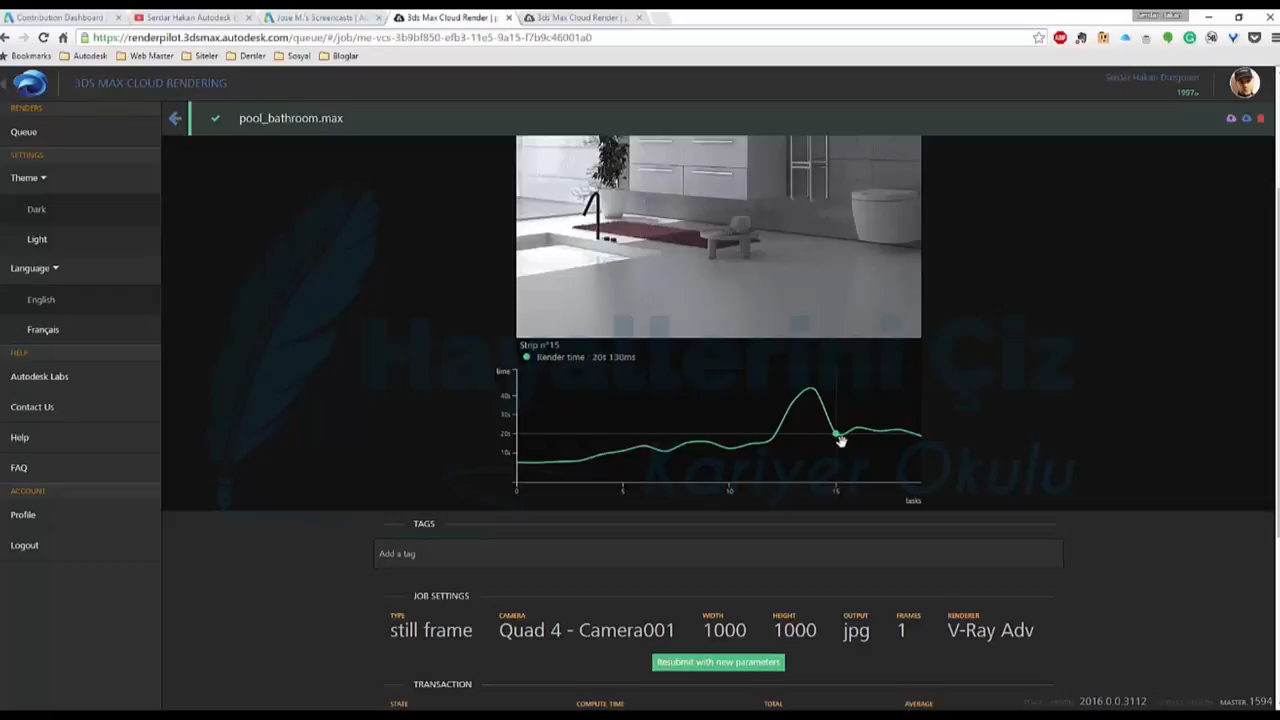 Contribution Dashboard
Serdar Hakan Autodesk
Jose M.'s Screencasts | A
3ds Max Cloud Render | p
3ds Max Cloud Render | p
Serdar Hakan
https://renderpilot.3dsmax.autodesk.com/queue/#/job/me-vcs-3b9bf850-efb3-11e5-9a15-f7b9c46001a0
Bookmarks
Autodesk
Web Master
Siteler
Dersler
Sosyal
Bloglar
3DS MAX CLOUD RENDERING
RENDERS
Queue
pool_bathroom.max
SETTINGS
Theme
Dark
Light
Language
English
Français
HELP
Autodesk Labs
Contact Us
Help
FAQ
ACCOUNT
Profile
Logout
Strip n°15
Render time : 20s 130ms
time
40s
30s
20s
10s
0
5
10
15
tasks
Hayallerini Çiz
Kariyer Okulu
TAGS
Add a tag
JOB SETTINGS
TYPE CAMERA WIDTH HEIGHT OUTPUT FRAMES RENDERER
still frame Quad 4 - Camera001 1000 1000 jpg 1 V-Ray Adv
Resubmit with new parameters
TRANSACTION
STATE COMPUTE TIME TOTAL AVERAGE
2016.0.0.3112 MASTER.1594